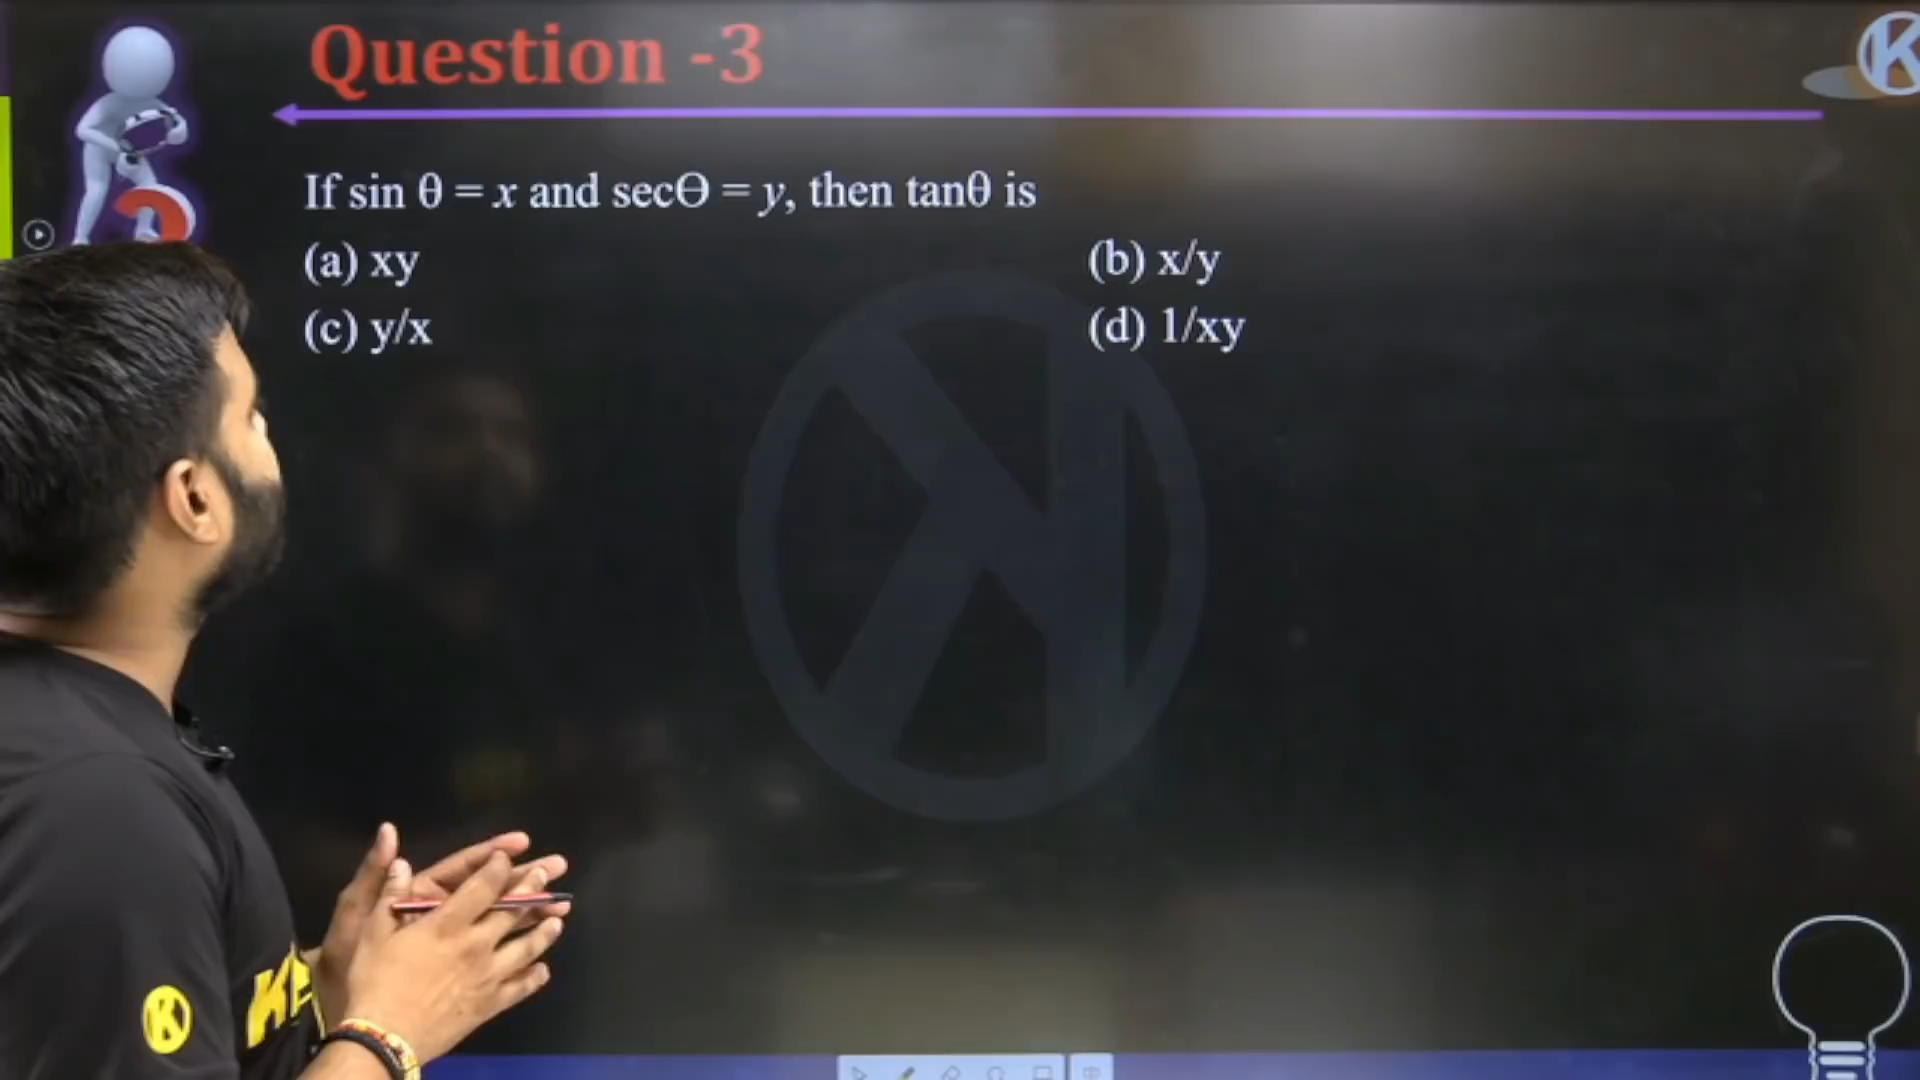 Question -3
If sin θ = x and secΘ = y, then tanθ is
(a) xy
(b) x/y
(c) y/x
(d) 1/xy